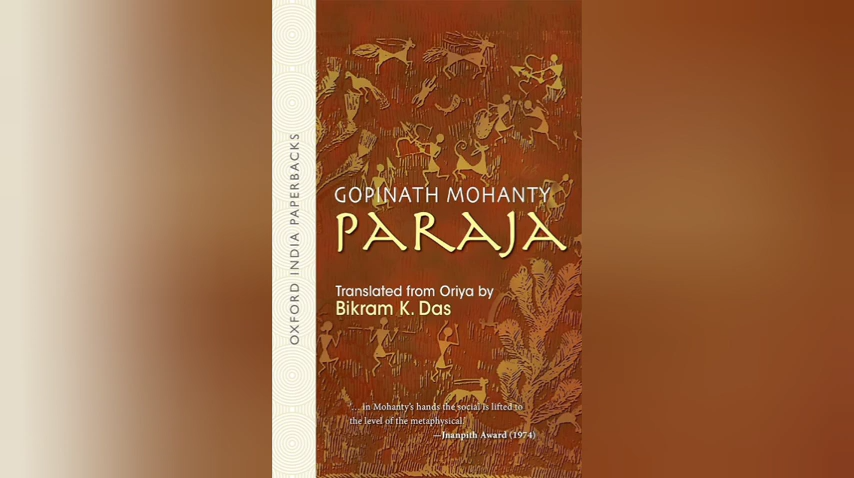 OXFORD INDIA PAPERBACKS
GOPINATH MOHANTY
PARAJA
Translated from Oriya by
Bikram K. Das
“... in Mohanty's hands the social is lifted to
the level of the metaphysical.”
—Jnanpith Award (1974)